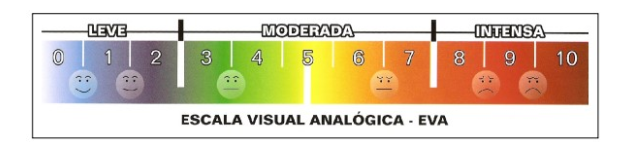 LEVE MODERADA INTENSA
0 1 2 3 4 5 6 7 8 9 10
ESCALA VISUAL ANALÓGICA - EVA